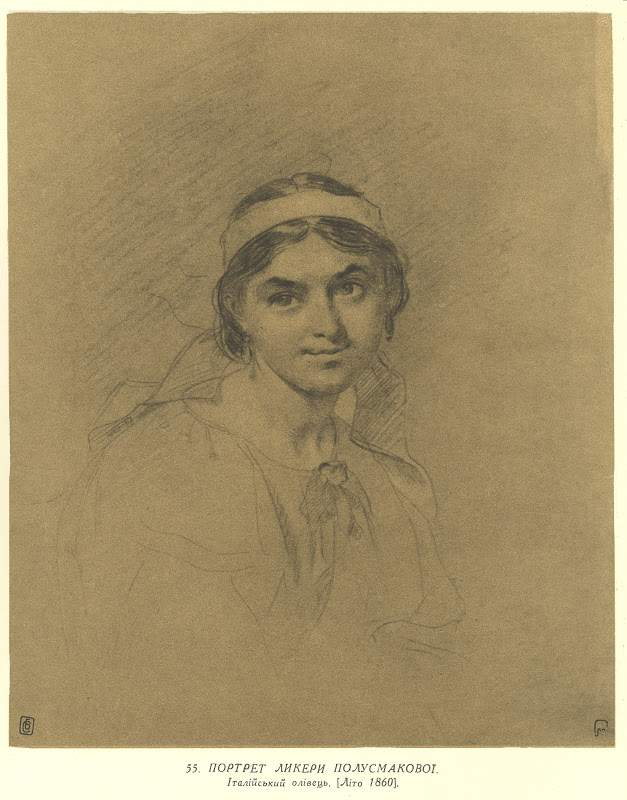 55. ПОРТРЕТ ЛИКЕРИ ПОЛУСМАКОВОЇ.
Італійський олівець. [Літо 1860].